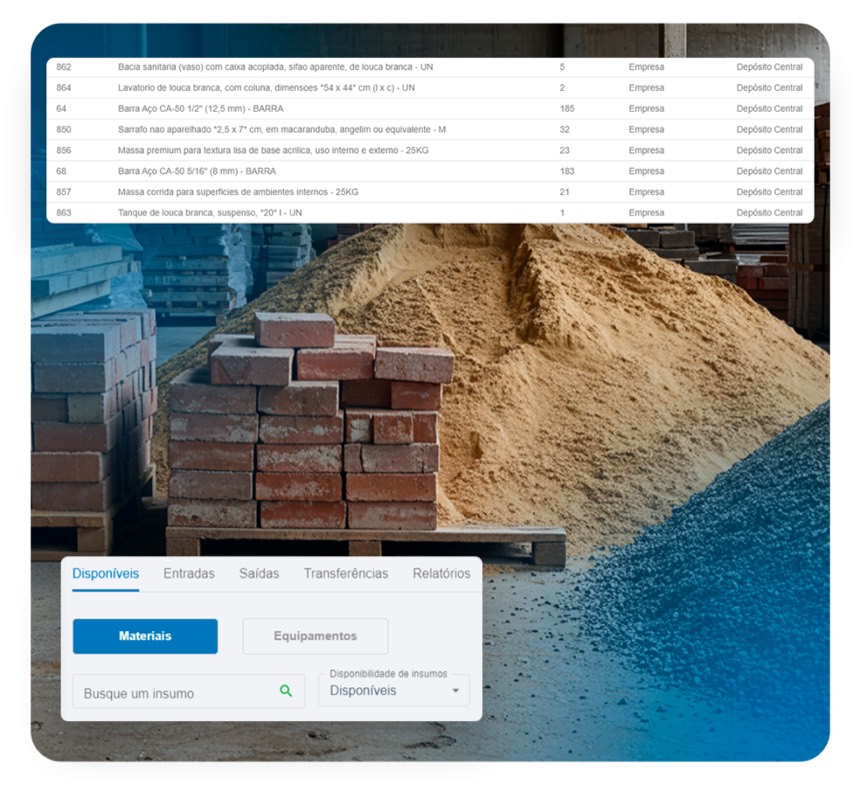 862 Bacia sanitaria (vaso) com caixa acoplada, sifao aparente, de louca branca - UN 5 Empresa Depósito Central
864 Lavatorio de louca branca, com coluna, dimensoes *54 x 44* cm (l x c) - UN 2 Empresa Depósito Central
64 Barra Aço CA-50 1/2" (12,5 mm) - BARRA 185 Empresa Depósito Central
850 Sarrafo nao aparelhado *2,5 x 7* cm, em macaranduba, angelim ou equivalente - M 32 Empresa Depósito Central
856 Massa premium para textura lisa de base acrilica, uso interno e externo - 25KG 23 Empresa Depósito Central
68 Barra Aço CA-50 5/16" (8 mm) - BARRA 183 Empresa Depósito Central
857 Massa corrida para superficies de ambientes internos - 25KG 21 Empresa Depósito Central
863 Tanque de louca branca, suspenso, *20* l - UN 1 Empresa Depósito Central
Disponíveis Entradas Saídas Transferências Relatórios
Materiais Equipamentos
Disponibilidade de insumos
Busque um insumo Disponíveis